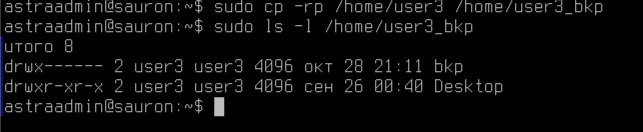 astraadmin@sauron:~$ sudo cp -rp /home/user3 /home/user3_bkp
astraadmin@sauron:~$ sudo ls -l /home/user3_bkp
итого 8
drwx------ 2 user3 user3 4096 окт 28 21:11 bkp
drwxr-xr-x 2 user3 user3 4096 сен 26 00:40 Desktop
astraadmin@sauron:~$